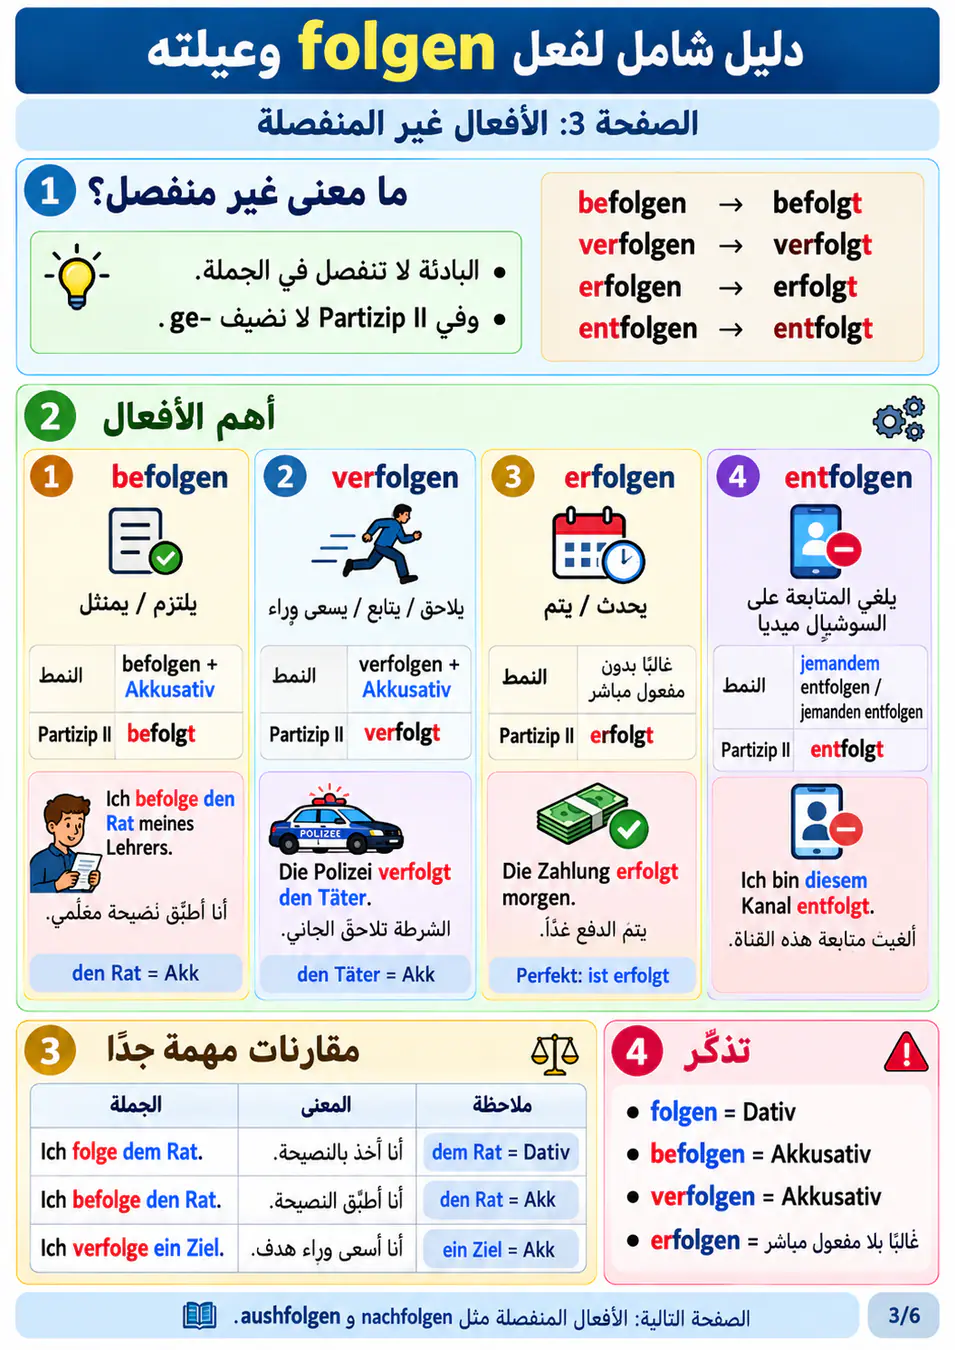 دليل شامل لفعل folgen وعيلته
الصفحة 3: الأفعال غير المنفصلة
1 ما معنى غير منفصل؟
• البادئة لا تنفصل في الجملة.
• وفي Partizip II لا نضيف ge-.
befolgen → befolgt
verfolgen → verfolgt
erfolgen → erfolgt
entfolgen → entfolgt
2 أهم الأفعال
1 befolgen
يلتزم / يمنثل
النمط befolgen +
Akkusativ
Partizip II befolgt
Ich befolge den
Rat meines
Lehrers.
أنا أطبَّق نَصَيحة معَلَّمي.
den Rat = Akk
2 verfolgen
يلاحق / يتابع / يسعى وراء
النمط verfolgen +
Akkusativ
Partizip II verfolgt
POLIZEE
Die Polizei verfolgt
den Täter.
الشرطة تلاحقَ الجاني.
den Täter = Akk
3 erfolgen
يحدث / يتم
النمط غالبًا بدون
مفعول مباشر
Partizip II erfolgt
Die Zahlung erfolgt
morgen.
يتمَ الدفع غدًّاَ.
Perfekt: ist erfolgt
4 entfolgen
يلغي المتابعة على
السوشيال ميديا
النمط jemandem
entfolgen /
jemanden entfolgen
Partizip II entfolgt
Ich bin diesem
Kanal entfolgt.
ألغيت متابعة هذه القناة.
3 مقارنات مهمة جدًا
الجملة المعنى ملاحظة
Ich folge dem Rat. أنا أخذ بالنصيحة. dem Rat = Dativ
Ich befolge den Rat. أنا أطبَّق النصيحة. den Rat = Akk
Ich verfolge ein Ziel. أنا أسعى وراء هدف. ein Ziel = Akk
4 تذكَّر
• folgen = Dativ
• befolgen = Akkusativ
• verfolgen = Akkusativ
• erfolgen = غالبًا بلا مفعول مباشر
الصفحة التالية: الأفعال المنفصلة مثل nachfolgen و aushfolgen.
3/6